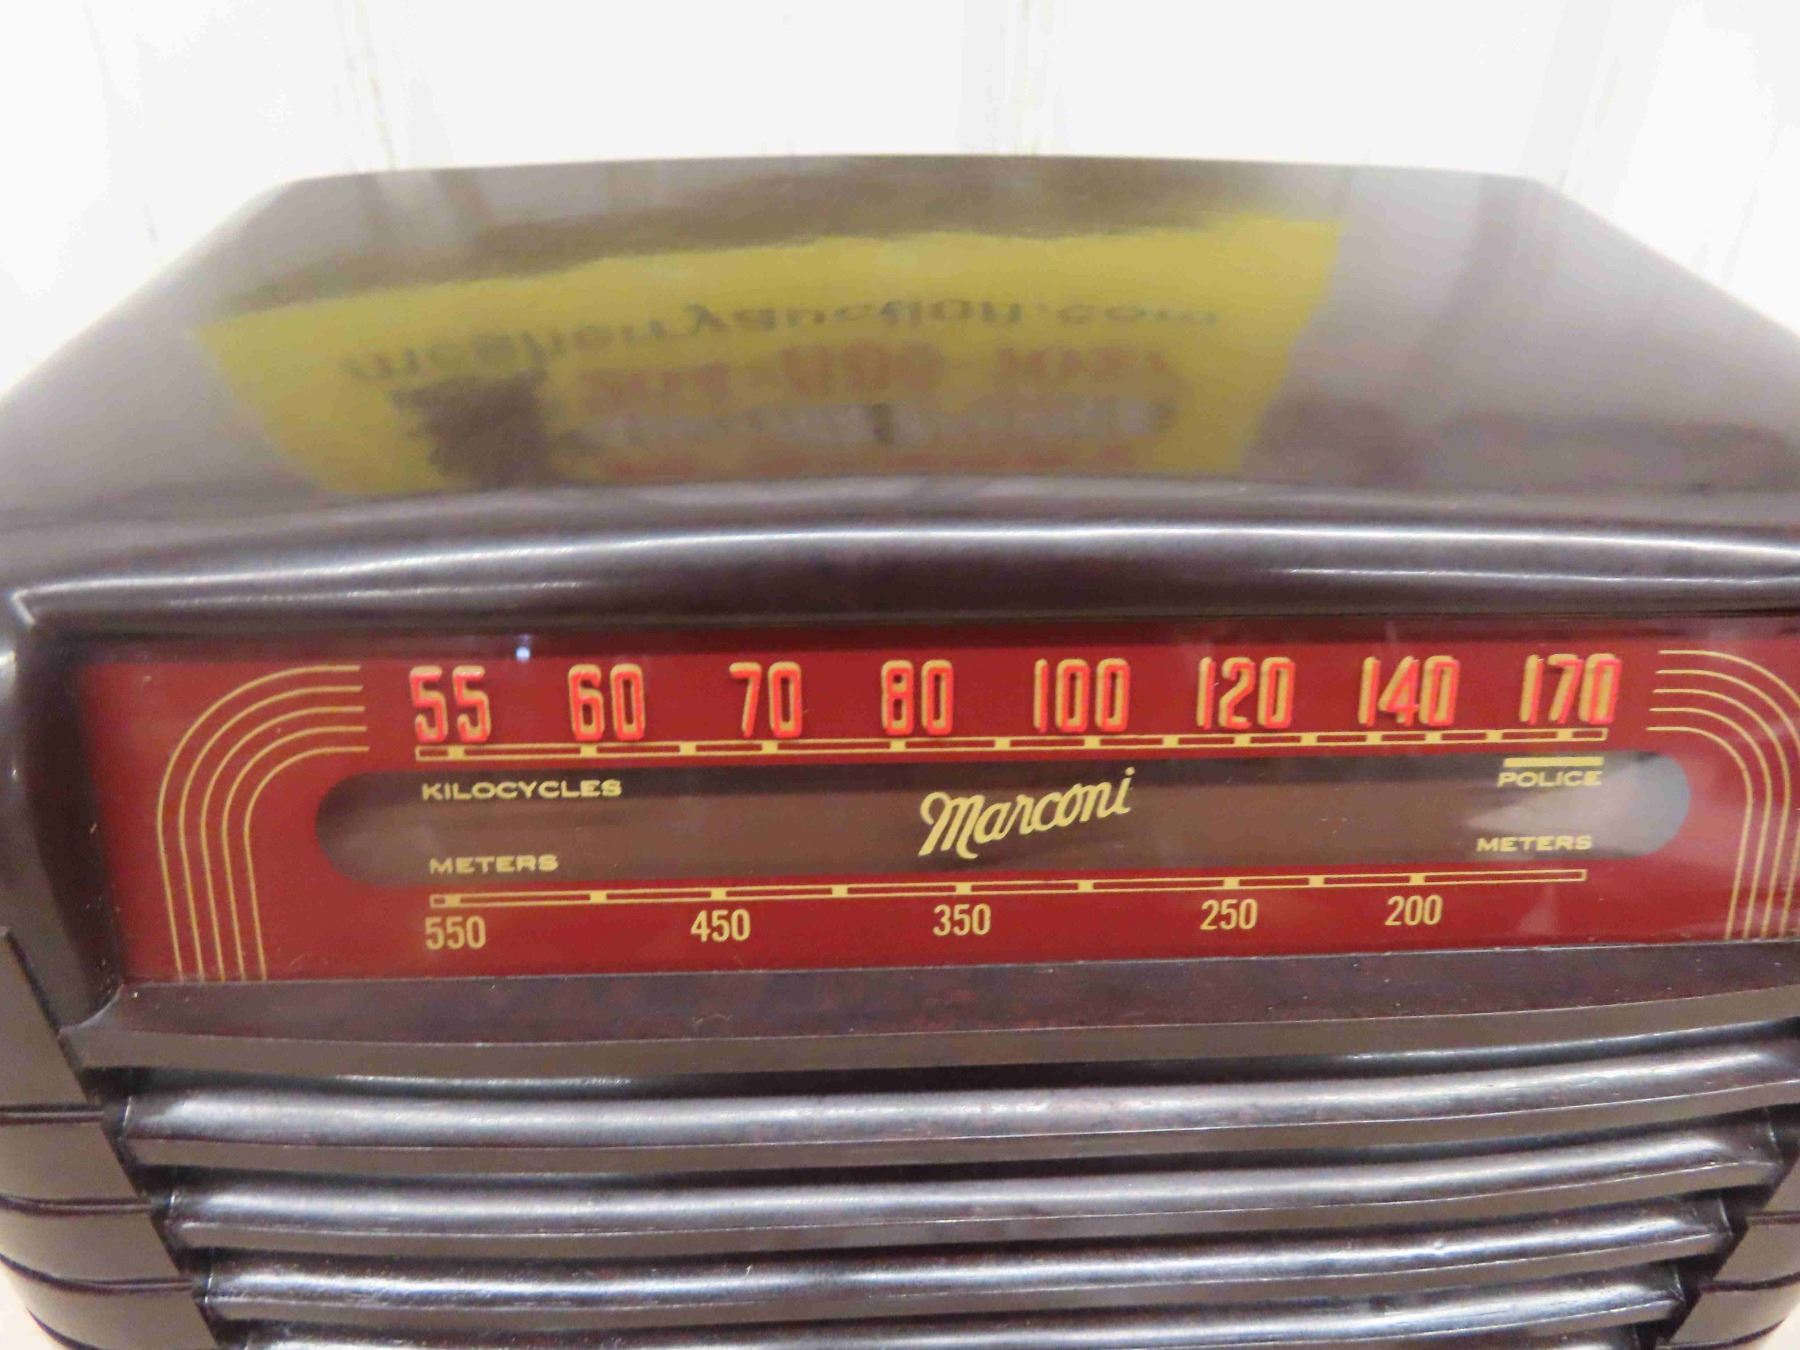 55 60 70 80 100 120 140 170
KILOCYCLES POLICE
Marconi
METERS METERS
550 450 350 250 200